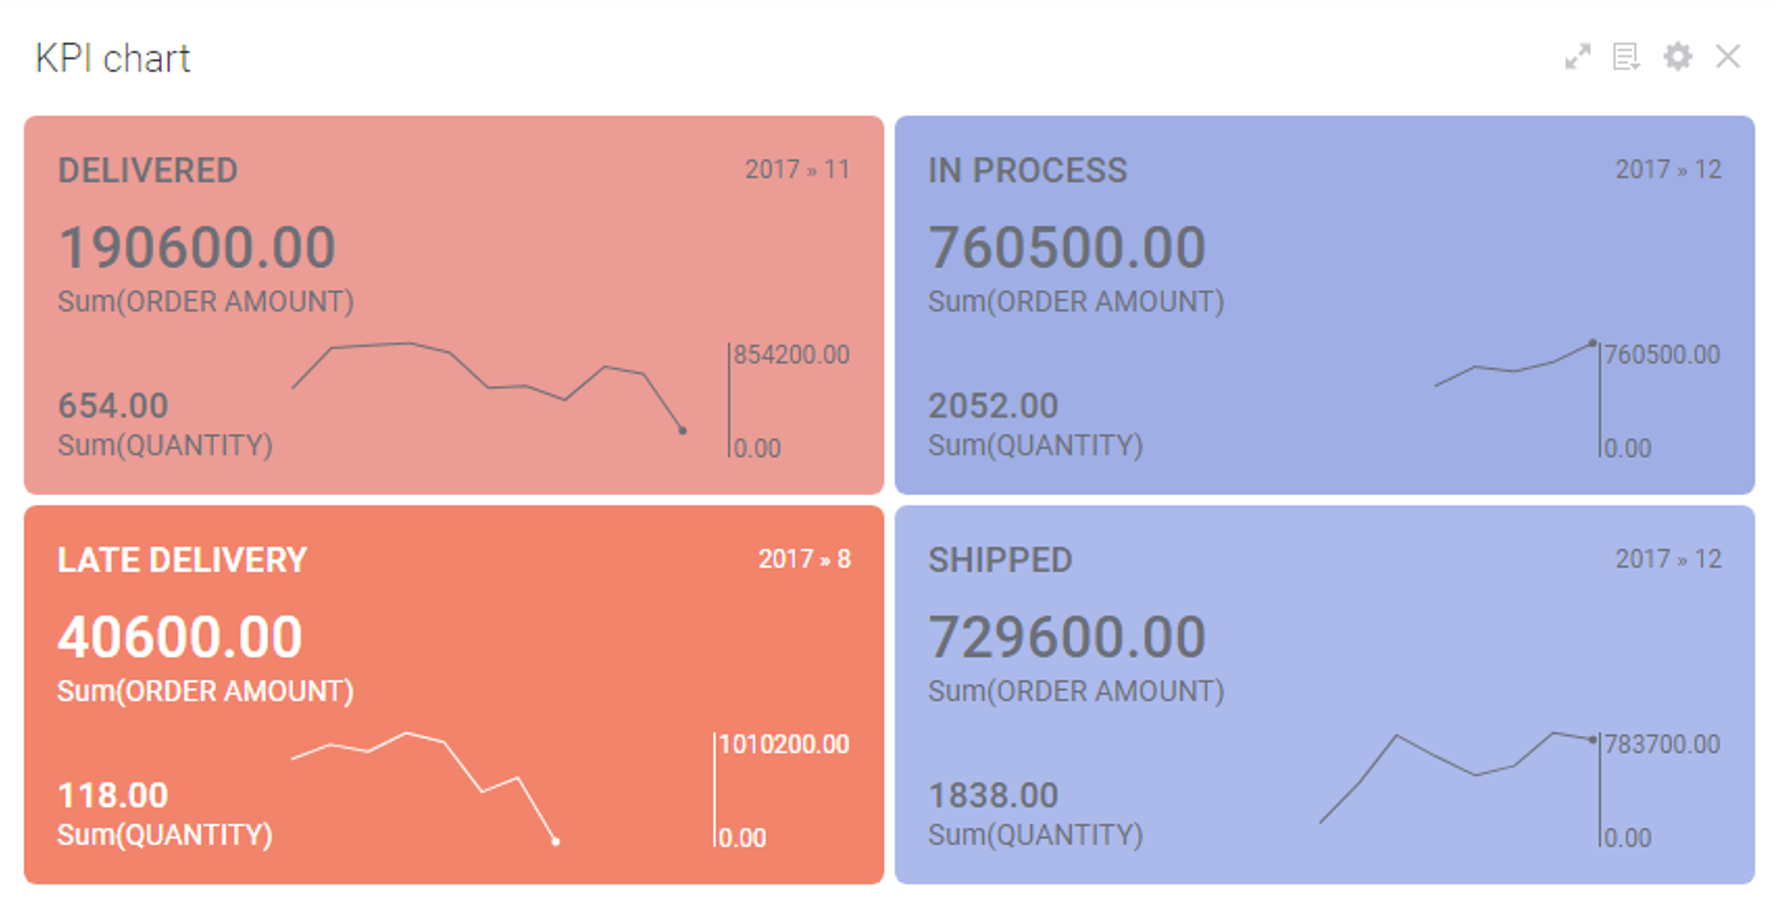 KPI chart
DELIVERED
2017 » 11
190600.00
Sum(ORDER AMOUNT)
854200.00
654.00
Sum(QUANTITY)
0.00
IN PROCESS
2017 » 12
760500.00
Sum(ORDER AMOUNT)
760500.00
2052.00
Sum(QUANTITY)
0.00
LATE DELIVERY
2017 » 8
40600.00
Sum(ORDER AMOUNT)
1010200.00
118.00
Sum(QUANTITY)
0.00
SHIPPED
2017 » 12
729600.00
Sum(ORDER AMOUNT)
783700.00
1838.00
Sum(QUANTITY)
0.00